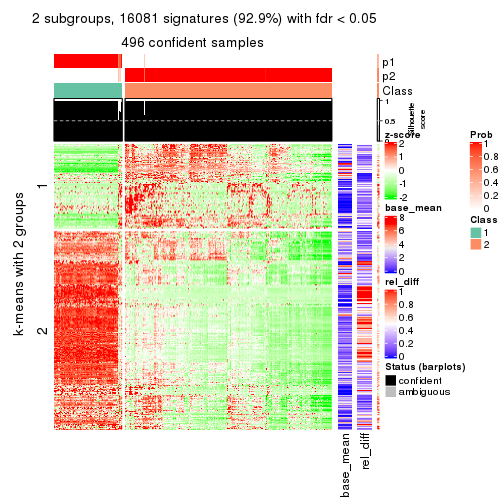 2 subgroups, 16081 signatures (92.9%) with fdr < 0.05
496 confident samples
p1
p2
Class
1
0.5
0
Silhouette
score
k-means with 2 groups
1
2
base_mean
rel_diff
z-score
2
1
0
-1
-2
base_mean
8
6
4
2
0
rel_diff
1
0.8
0.6
0.4
0.2
0
Status (barplots)
confident
ambiguous
Prob
1
0.8
0.6
0.4
0.2
0
Class
1
2